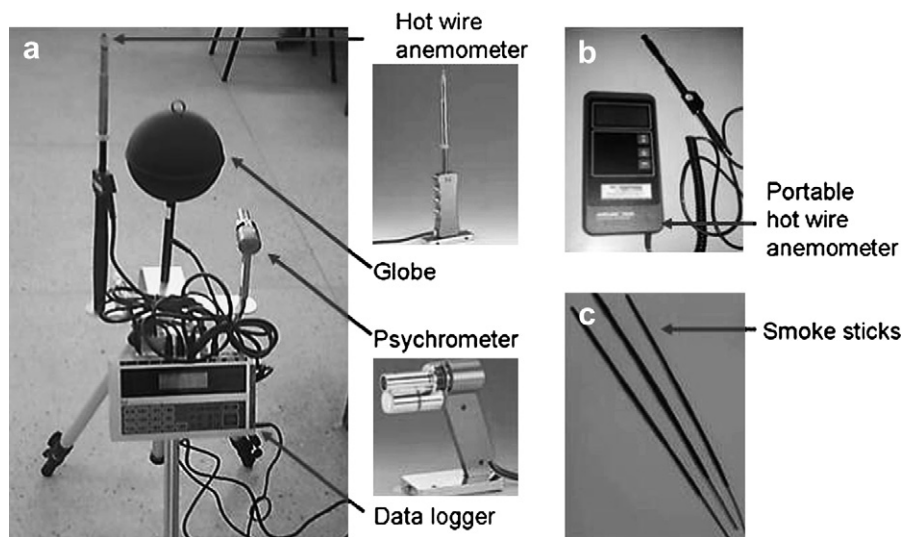 a
Hot wire
anemometer
Globe
Psychrometer
Data logger
b
Portable
hot wire
anemometer
c
Smoke sticks